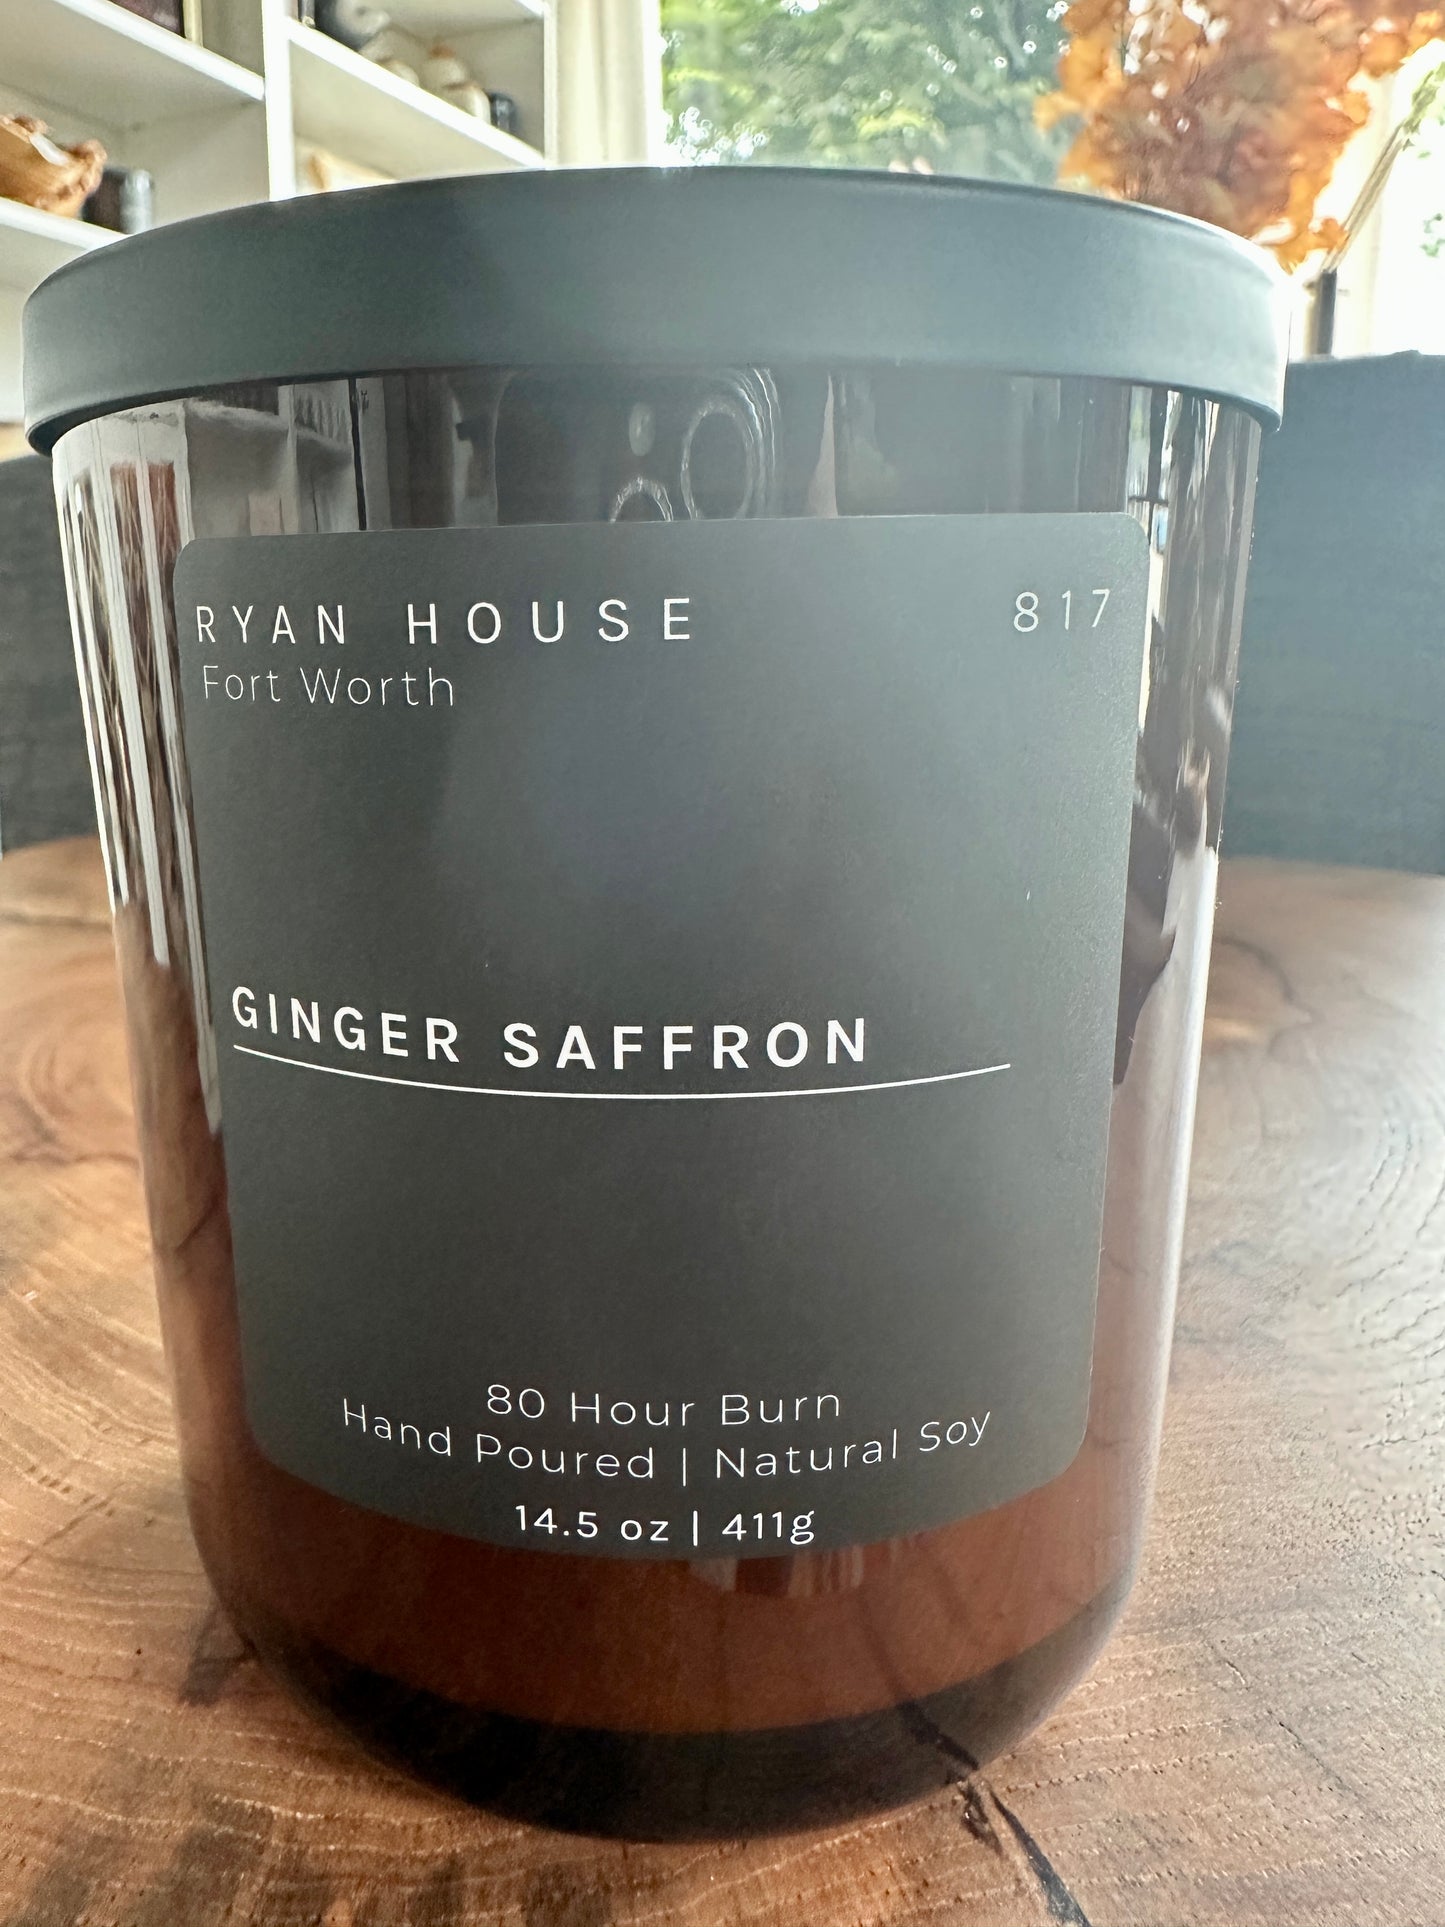 RYAN HOUSE 817
Fort Worth
GINGER SAFFRON
80 Hour Burn
Hand Poured | Natural Soy
14.5 oz | 411g